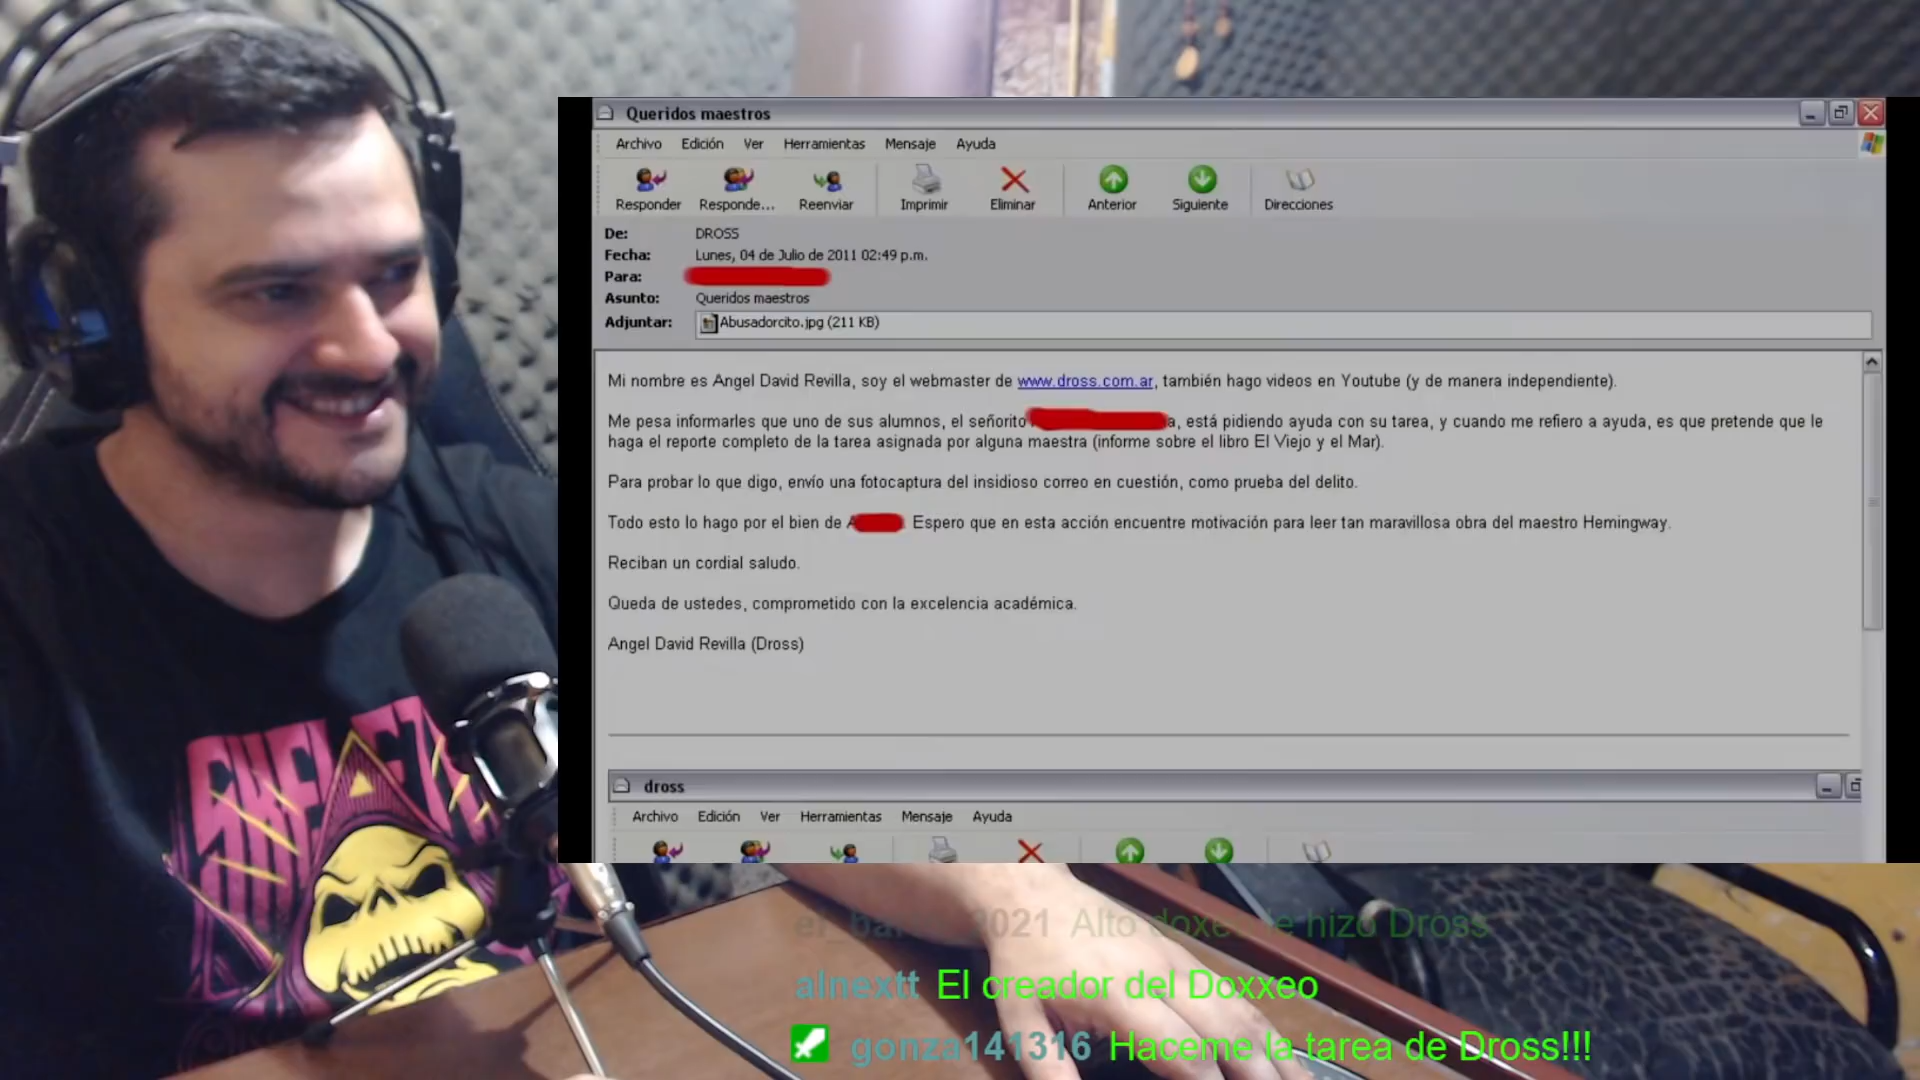 Queridos maestros
Archivo Edición Ver Herramientas Mensaje Ayuda
Responder Responde... Reenviar Imprimir Eliminar Anterior Siguiente Direcciones
De: DROSS
Fecha: Lunes, 04 de Julio de 2011 02:49 p.m.
Para:
Asunto: Queridos maestros
Adjuntar: Abusadorcito.jpg (211 KB)
Mi nombre es Angel David Revilla, soy el webmaster de www.dross.com.ar, también hago videos en Youtube (y de manera independiente).
Me pesa informarles que uno de sus alumnos, el señorito a, está pidiendo ayuda con su tarea, y cuando me refiero a ayuda, es que pretende que le
haga el reporte completo de la tarea asignada por alguna maestra (informe sobre el libro El Viejo y el Mar).
Para probar lo que digo, envío una fotocaptura del insidioso correo en cuestión, como prueba del delito.
Todo esto lo hago por el bien de A Espero que en esta acción encuentre motivación para leer tan maravillosa obra del maestro Hemingway.
Reciban un cordial saludo.
Queda de ustedes, comprometido con la excelencia académica.
Angel David Revilla (Dross)
dross
Archivo Edición Ver Herramientas Mensaje Ayuda
Alto hizo Dross
alnextt El creador del Doxxeo
gonza141316 Haceme la tarea de Dross!!!